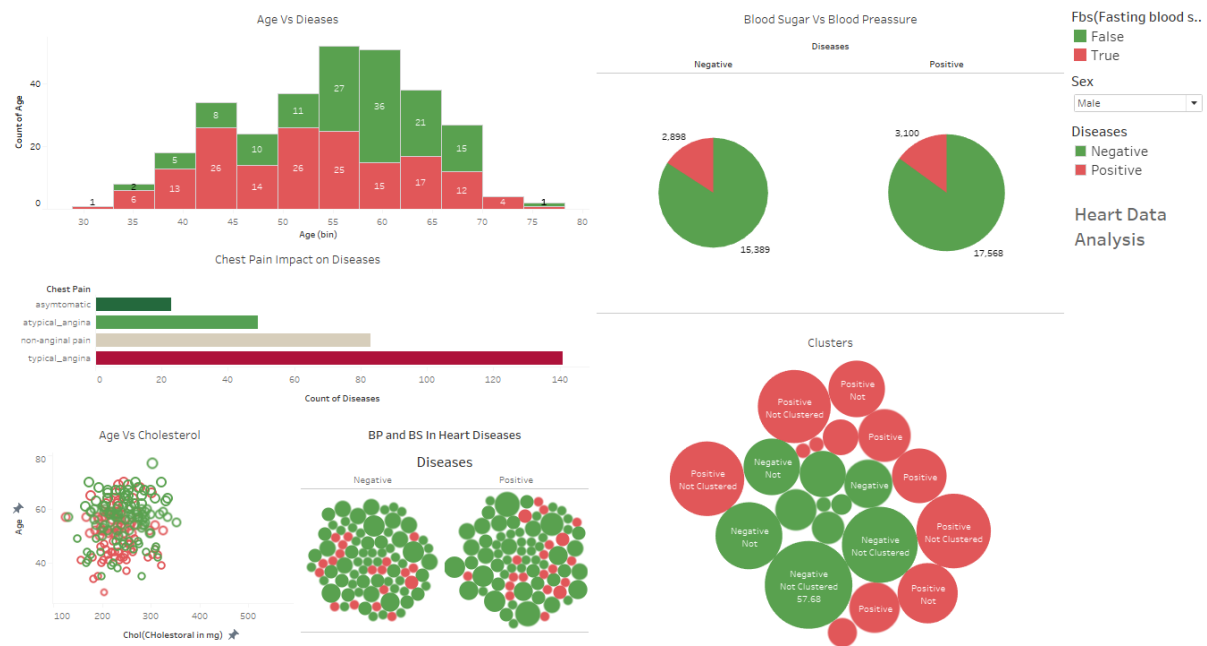 Age Vs Dieases
Count of Age
40
20
0
1
2
6
5
13
8
26
10
14
11
26
27
25
36
15
21
17
15
12
4
1
30
35
40
45
50
55
60
65
70
75
80
Age (bin)
Blood Sugar Vs Blood Preassure
Diseases
Negative
Positive
2,898
15,389
3,100
17,568
Fbs(Fasting blood s..
False
True
Sex
Male
Diseases
Negative
Positive
Heart Data
Analysis
Chest Pain Impact on Diseases
Chest Pain
asymtomatic
atypical_angina
non-anginal pain
typical_angina
0
20
40
60
80
100
120
140
Count of Diseases
Age Vs Cholesterol
Age
80
60
40
100
200
300
400
500
Chol(CHolestoral in mg)
BP and BS In Heart Diseases
Diseases
Negative
Positive
Clusters
Positive
Not
Positive
Not Clustered
Positive
Negative
Not
Positive
Not Clustered
Negative
Positive
Negative
Not
Negative
Not Clustered
Positive
Not Clustered
Negative
Not Clustered
57.68
Positive
Not
Positive